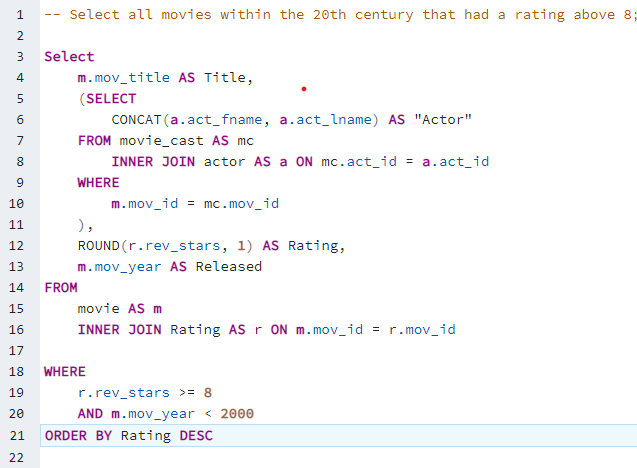 1 -- Select all movies within the 20th century that had a rating above 8;
2
3 Select
4     m.mov_title AS Title,
5     (SELECT
6         CONCAT(a.act_fname, a.act_lname) AS "Actor"
7     FROM movie_cast AS mc
8         INNER JOIN actor AS a ON mc.act_id = a.act_id
9     WHERE
10         m.mov_id = mc.mov_id
11     ),
12     ROUND(r.rev_stars, 1) AS Rating,
13     m.mov_year AS Released
14 FROM
15     movie AS m
16     INNER JOIN Rating AS r ON m.mov_id = r.mov_id
17
18 WHERE
19     r.rev_stars >= 8
20     AND m.mov_year < 2000
21 ORDER BY Rating DESC
22